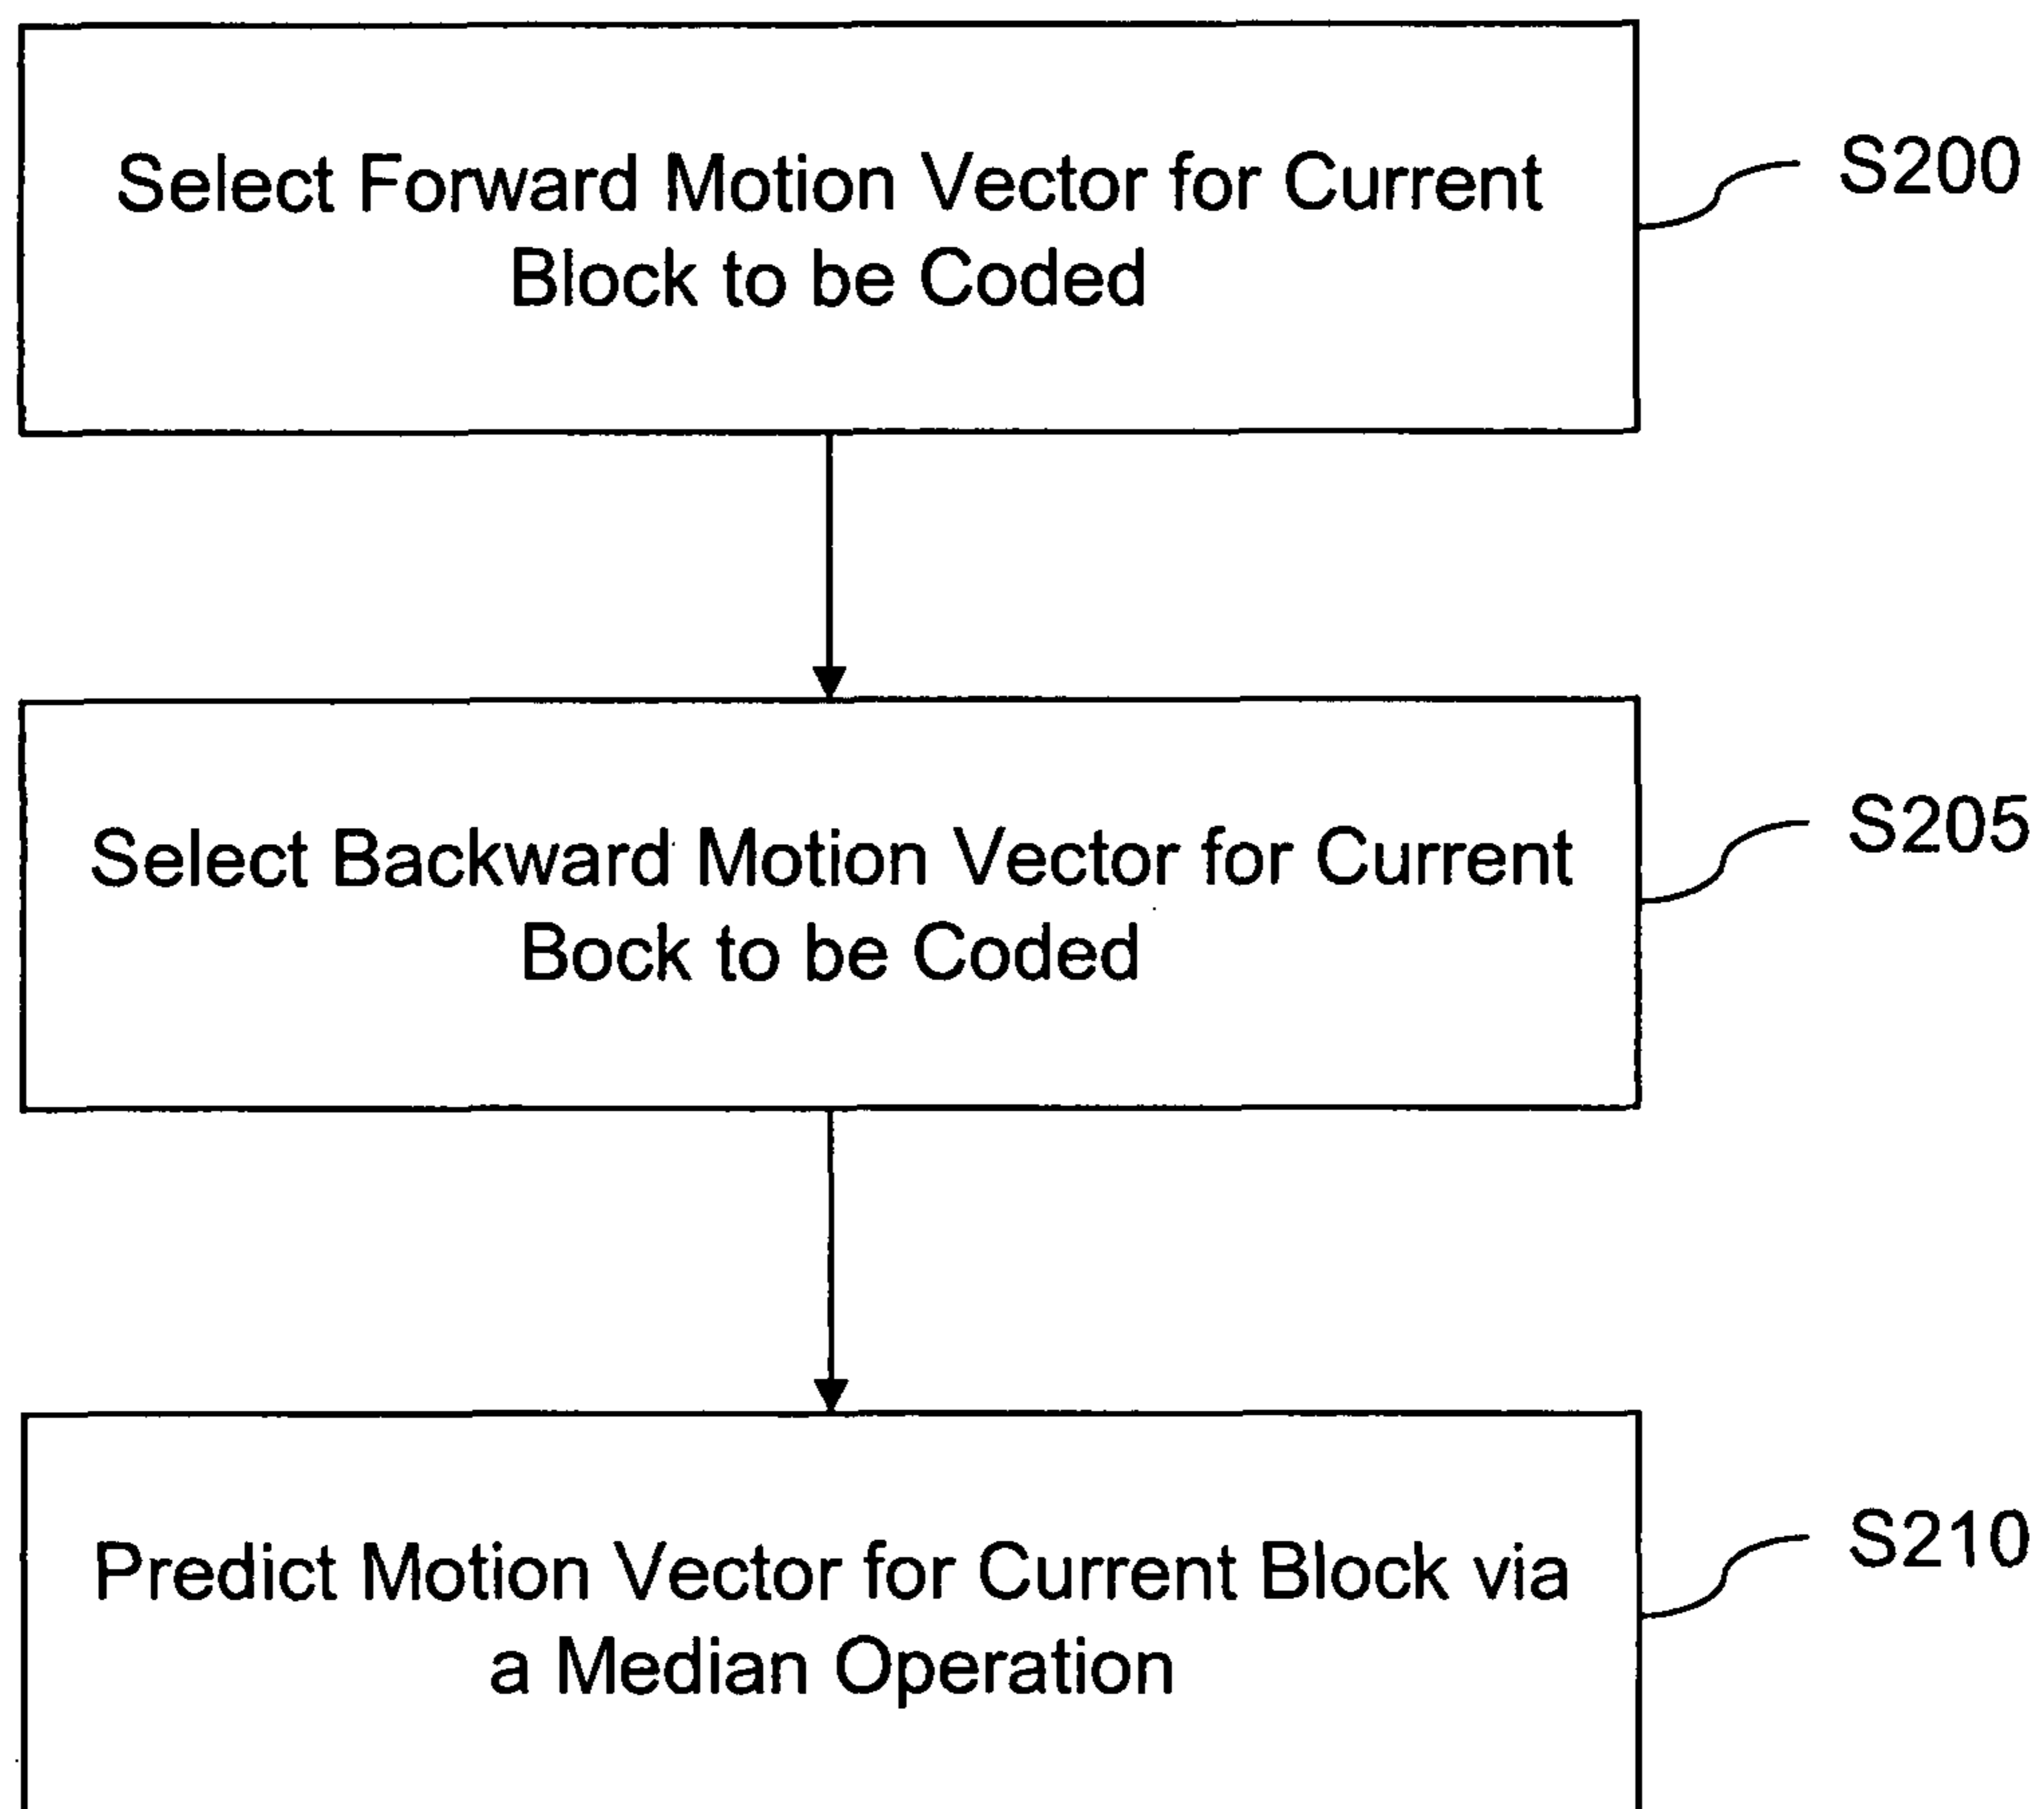 Select Forward Motion Vector for Current
Block to be Coded
S200
Select Backward Motion Vector for Current
Bock to be Coded
S205
Predict Motion Vector for Current Block via
a Median Operation
S210